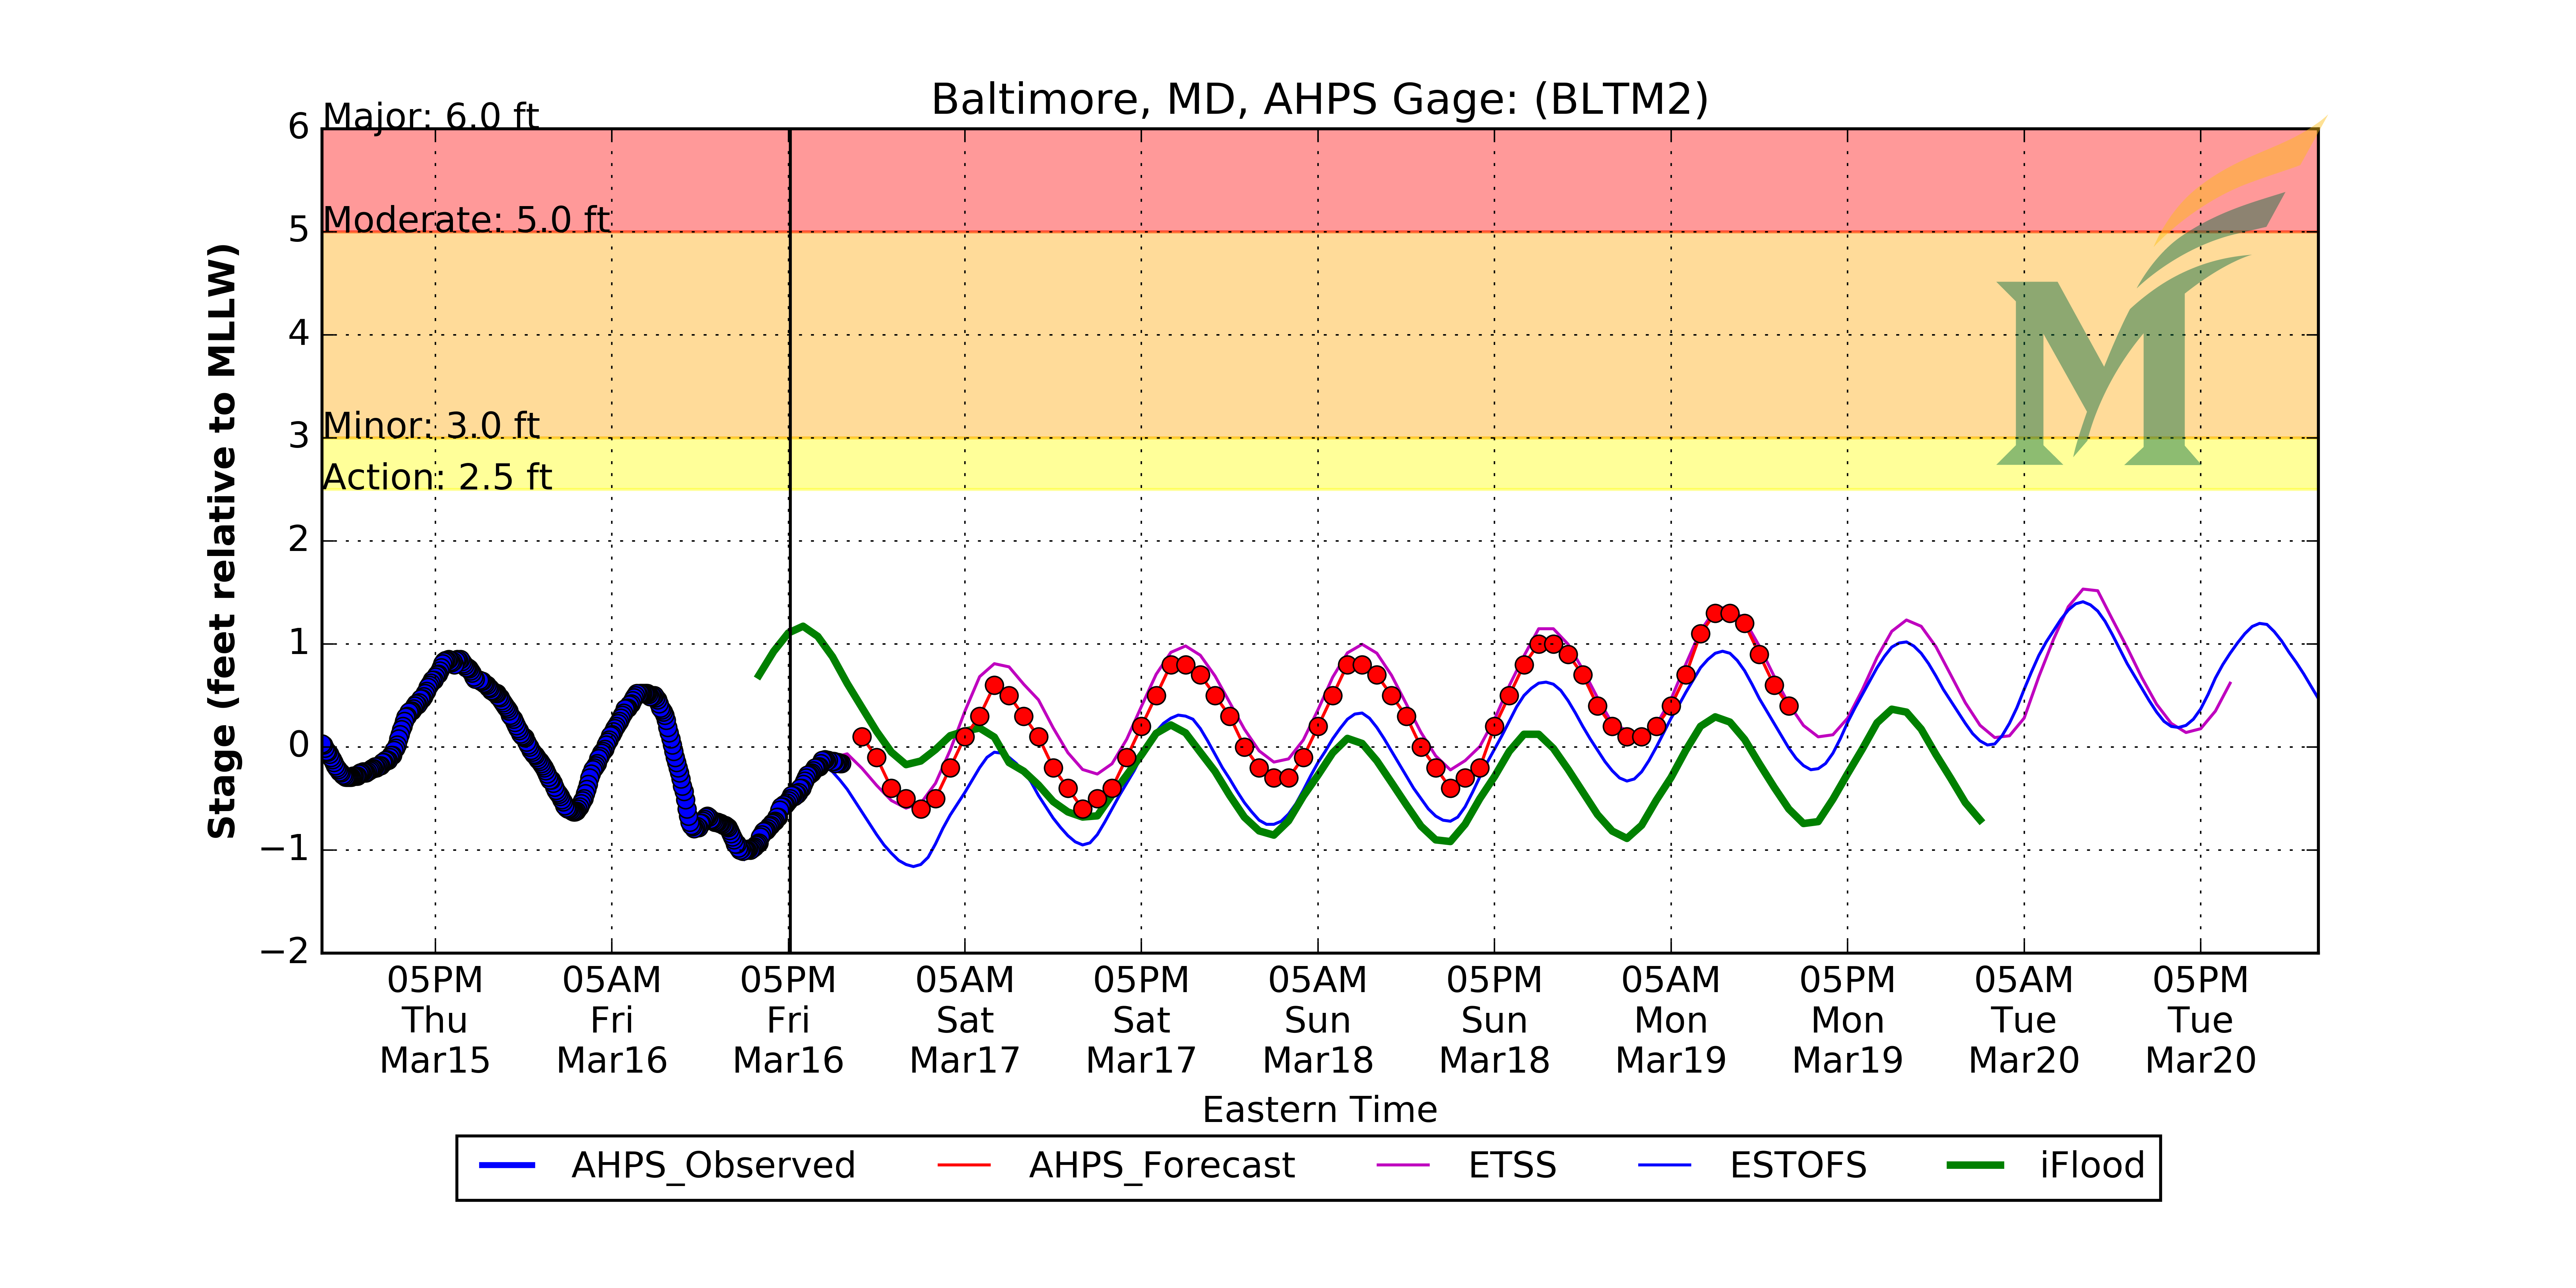 Baltimore, MD, AHPS Gage: (BLTM2)
Major: 6.0 ft
Moderate: 5.0 ft
Minor: 3.0 ft
Action: 2.5 ft
6
5
4
3
2
1
0
−1
−2
Stage (feet relative to MLLW)
05PM 05AM 05PM 05AM 05PM 05AM 05PM 05AM 05PM 05AM 05PM
Thu Fri Fri Sat Sat Sun Sun Mon Mon Tue Tue
Mar15 Mar16 Mar16 Mar17 Mar17 Mar18 Mar18 Mar19 Mar19 Mar20 Mar20
Eastern Time
AHPS_Observed AHPS_Forecast ETSS ESTOFS iFlood
M